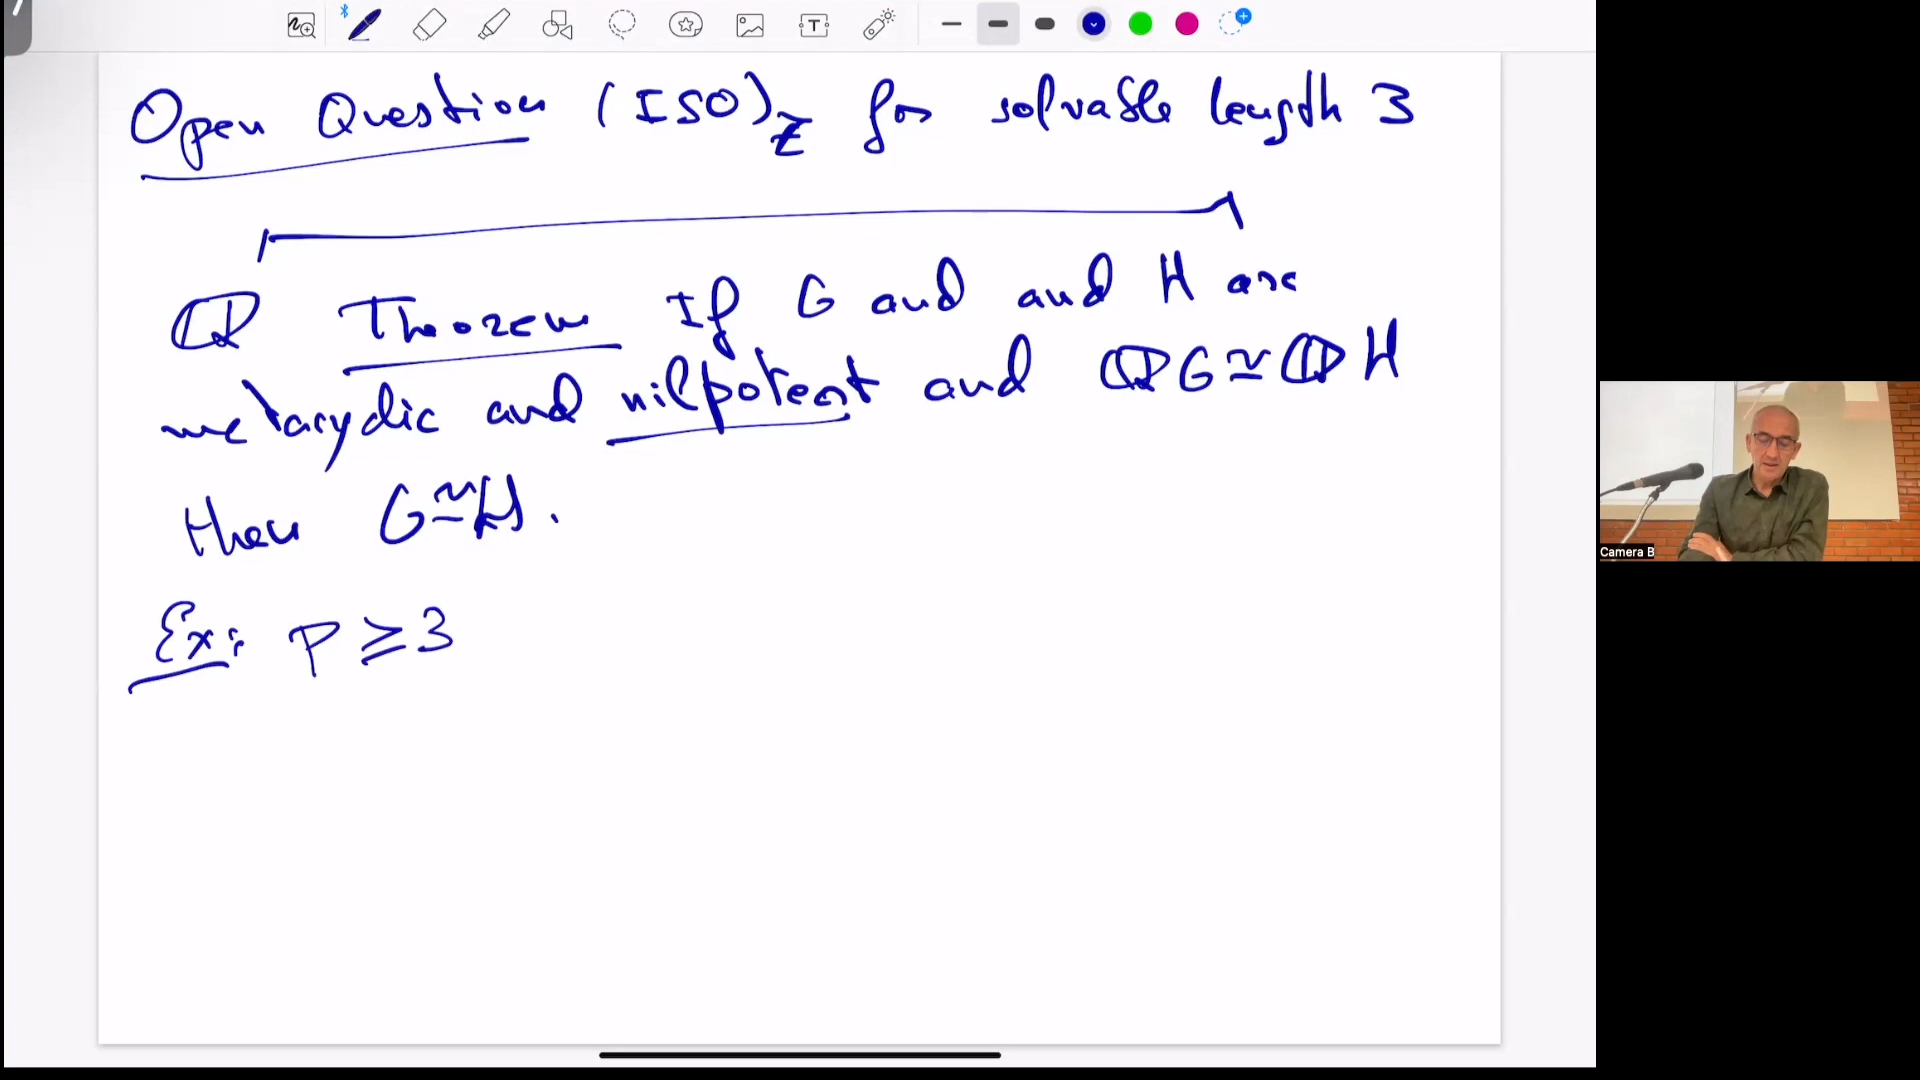 Open Question (ISO)_Z for solvable length 3
Q Theorem If G and and H are
metacyclic and nilpotent and QG ≅ QH
then G ≅ H.
Ex: p ≥ 3
Camera B